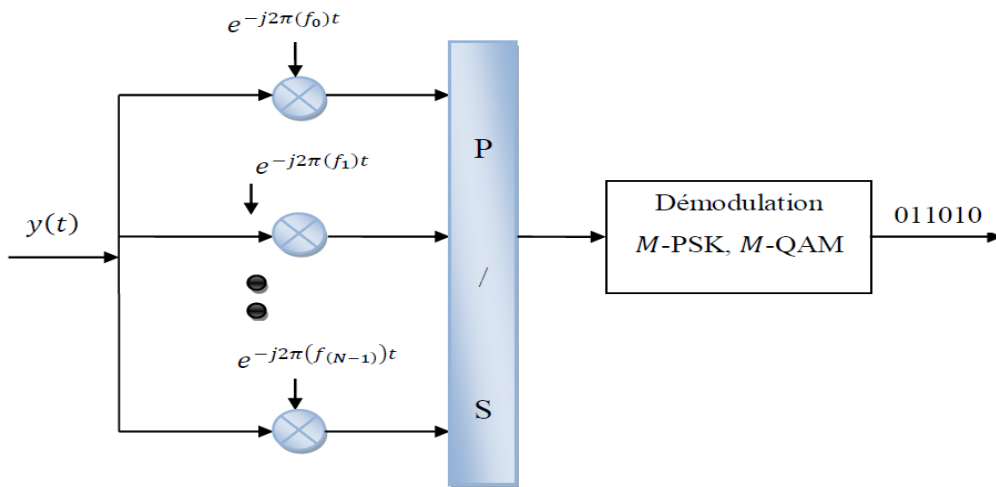 e^{-j2π(f_0)t}
e^{-j2π(f_1)t}
y(t)
e^{-j2π(f_{(N-1)})t}
P
/
S
Démodulation
M-PSK, M-QAM
011010